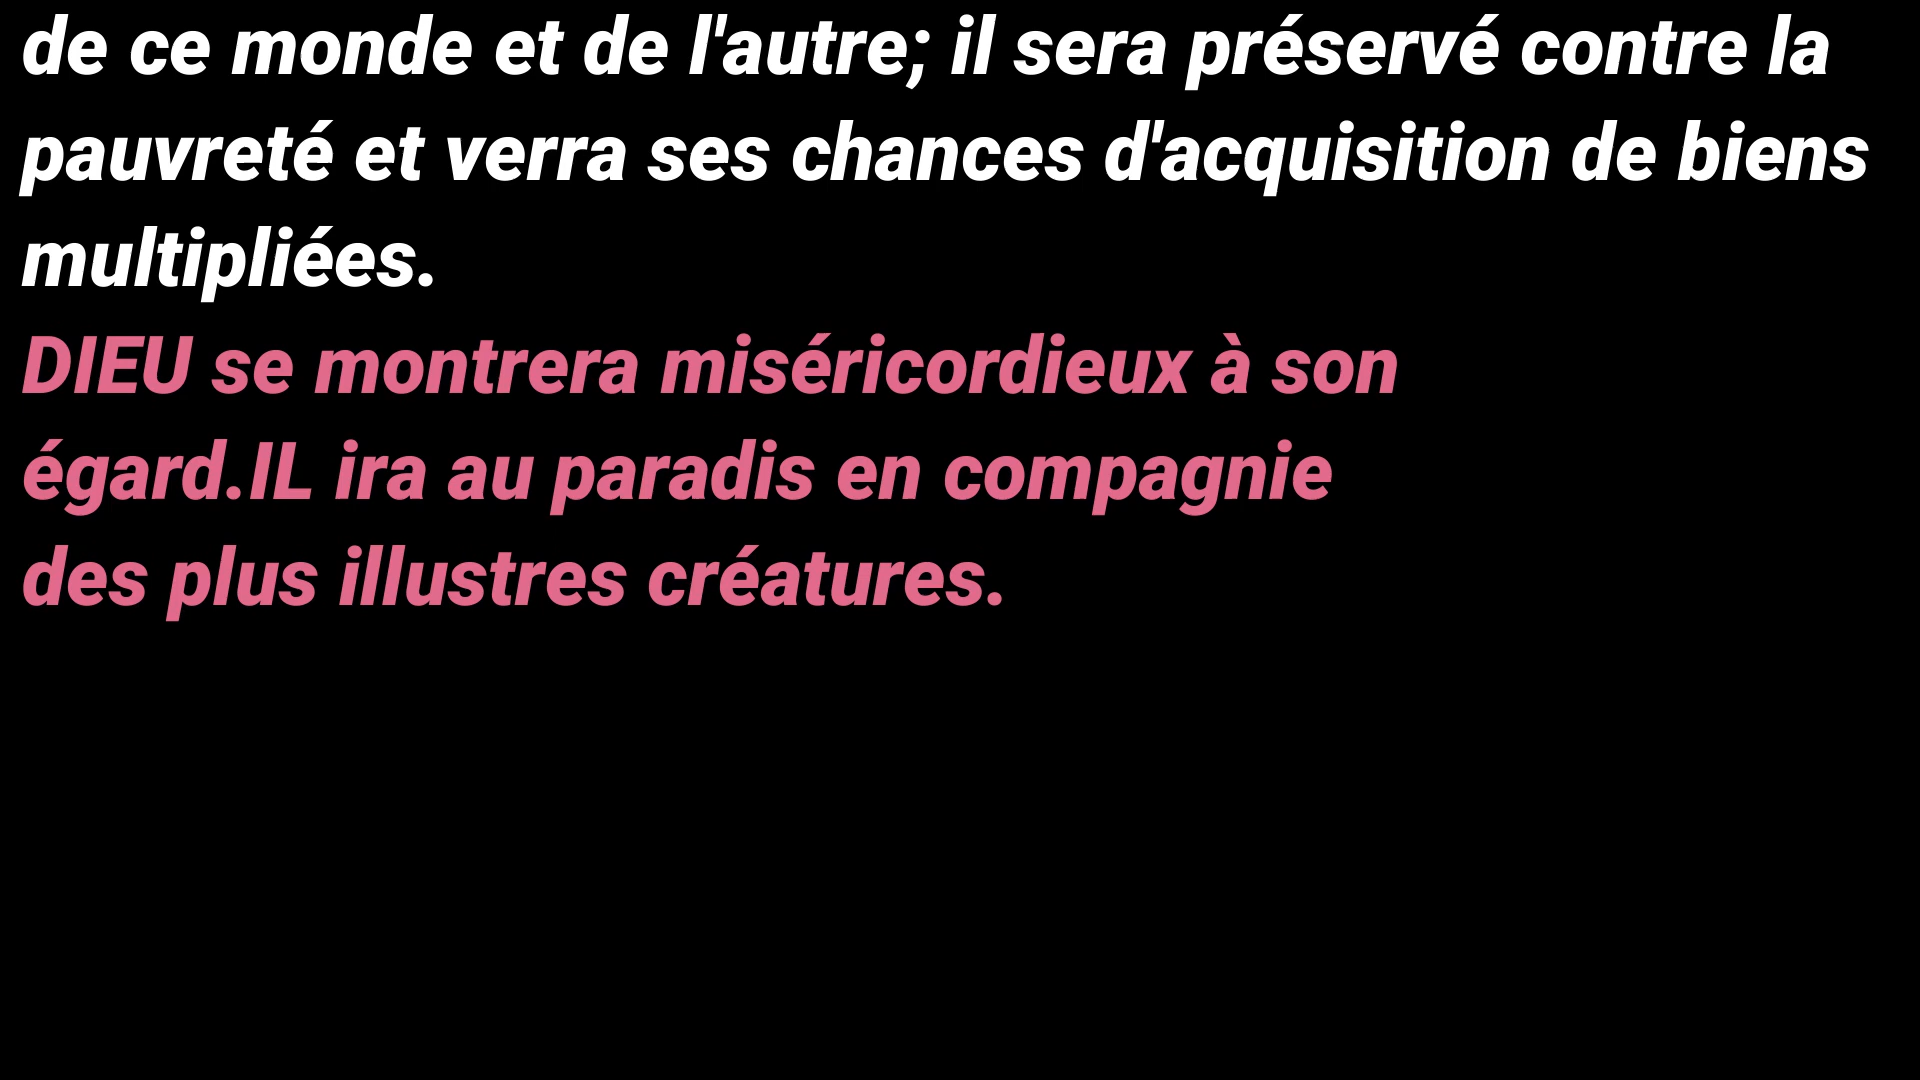 de ce monde et de l'autre; il sera préservé contre la
pauvreté et verra ses chances d'acquisition de biens
multipliées.
DIEU se montrera miséricordieux à son
égard.IL ira au paradis en compagnie
des plus illustres créatures.